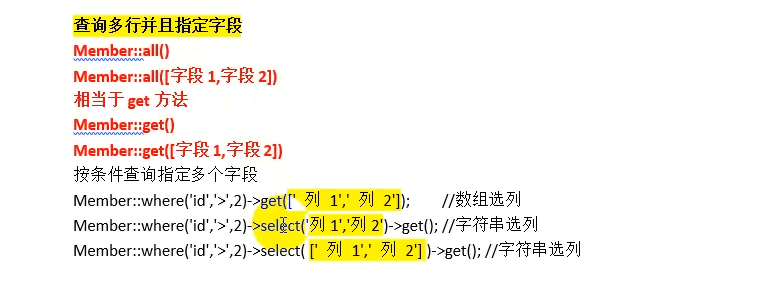 查询多行并且指定字段
Member::all()
Member::all([字段 1,字段 2])
相当于 get 方法
Member::get()
Member::get([字段 1,字段 2])
按条件查询指定多个字段
Member::where('id','>',2)->get([' 列 1',' 列 2']); //数组选列
Member::where('id','>',2)->select('列 1','列 2')->get(); //字符串选列
Member::where('id','>',2)->select( [' 列 1',' 列 2'] )->get(); //字符串选列